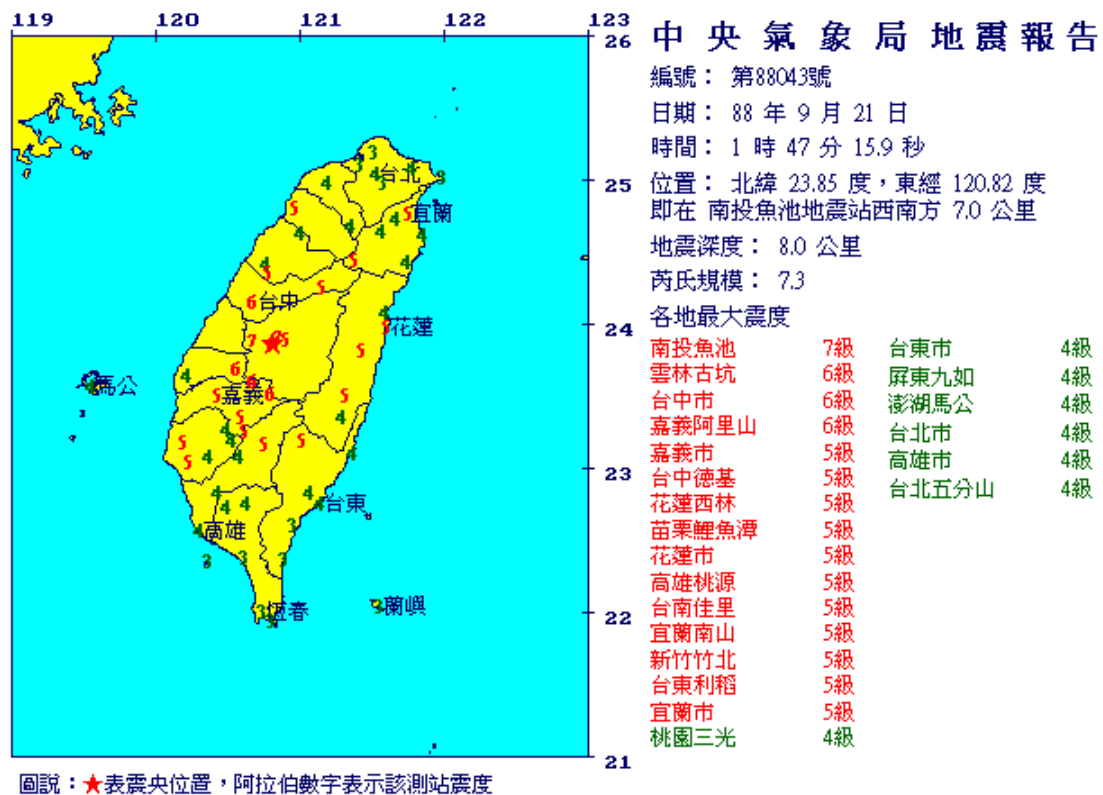 119 120 121 122 123
26
25
24
23
22
21
台北
宜蘭
台中
花蓮
馬公
嘉義
台東
高雄
恆春
蘭嶼
圖說：★表震央位置，阿拉伯數字表示該測站震度
中央氣象局地震報告
編號： 第88043號
日期： 88 年 9 月 21 日
時間： 1 時 47 分 15.9 秒
位置： 北緯 23.85 度，東經 120.82 度
即在 南投魚池地震站西南方 7.0 公里
地震深度： 8.0 公里
芮氏規模： 7.3
各地最大震度
南投魚池 7級
雲林古坑 6級
台中市 6級
嘉義阿里山 6級
嘉義市 5級
台中德基 5級
花蓮西林 5級
苗栗鯉魚潭 5級
花蓮市 5級
高雄桃源 5級
台南佳里 5級
宜蘭南山 5級
新竹竹北 5級
台東利稻 5級
宜蘭市 5級
桃園三光 4級
台東市 4級
屏東九如 4級
澎湖馬公 4級
台北市 4級
高雄市 4級
台北五分山 4級